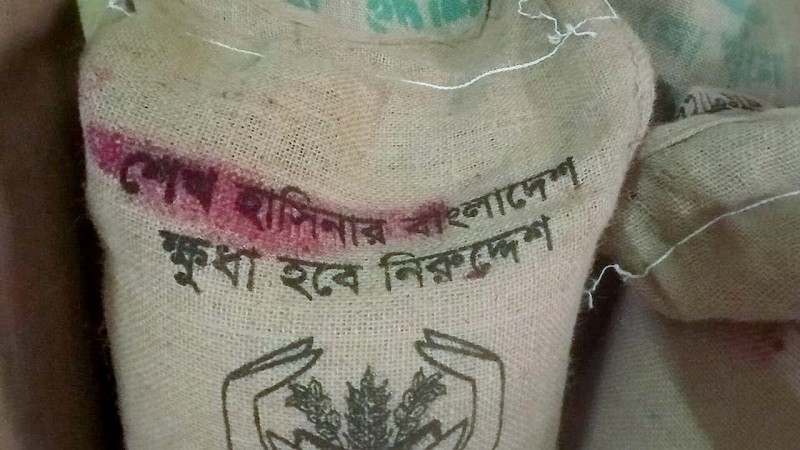 শেখ হাসিনার বাংলাদেশ
ক্ষুধা হবে নিরুদ্দেশ